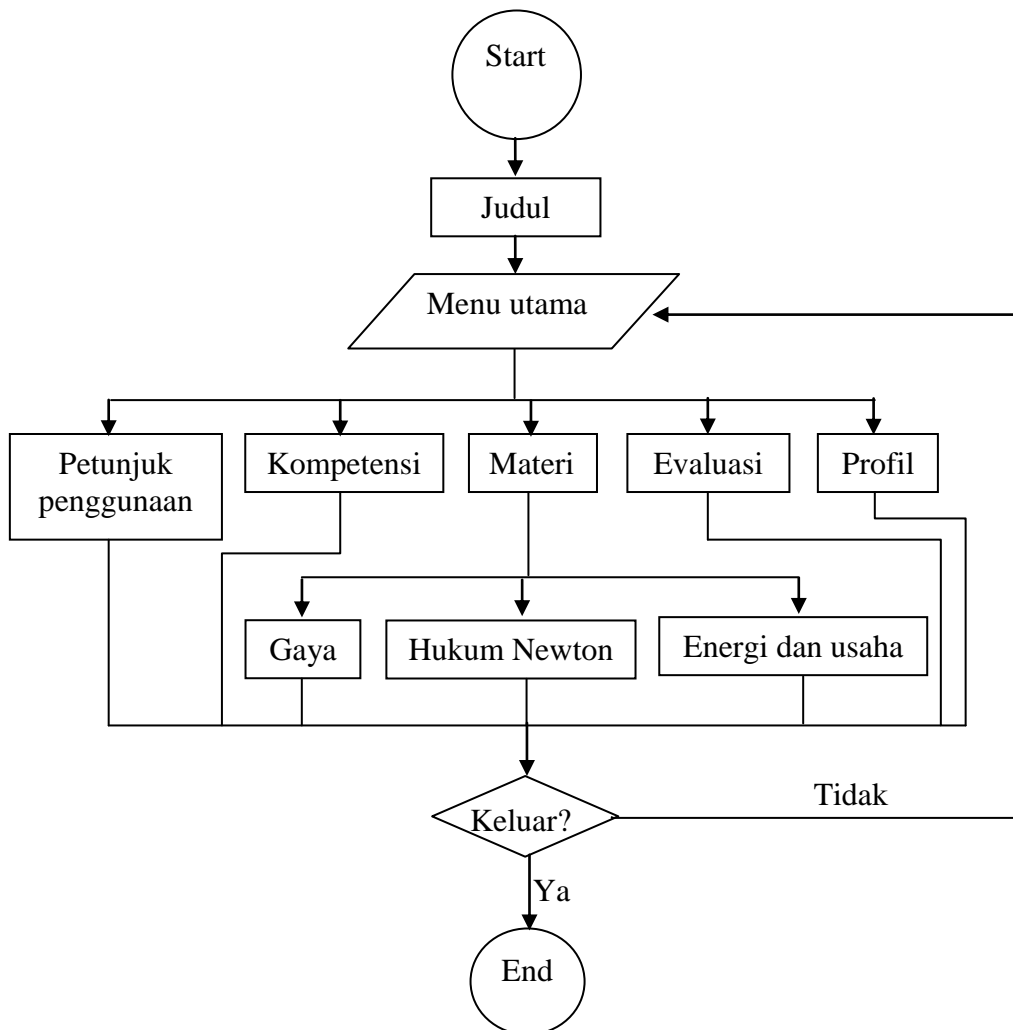 Start
Judul
Menu utama
Petunjuk
penggunaan
Kompetensi
Materi
Evaluasi
Profil
Gaya
Hukum Newton
Energi dan usaha
Keluar?
Tidak
Ya
End